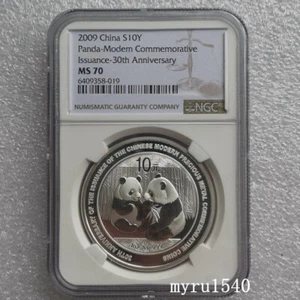 2009 China S10Y
Panda-Modern Commemorative
Issuance-30th Anniversary
MS 70
6409358-019
NUMISMATIC GUARANTY COMPANY
NGC
30TH ANNIVERSARY OF THE ISSUANCE OF THE CHINESE MODERN PRECIOUS METAL COMMEMORATIVE COINS
10元
myru1540